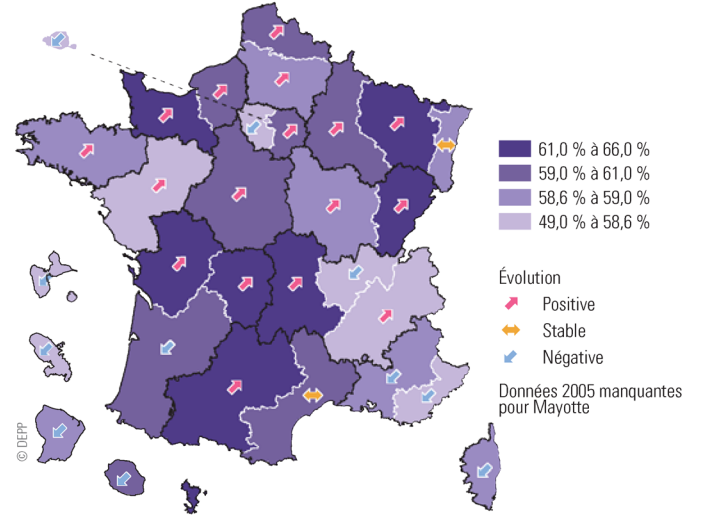 61,0 % à 66,0 %
59,0 % à 61,0 %
58,6 % à 59,0 %
49,0 % à 58,6 %
Évolution
Positive
Stable
Négative
Données 2005 manquantes
pour Mayotte
© DEPP